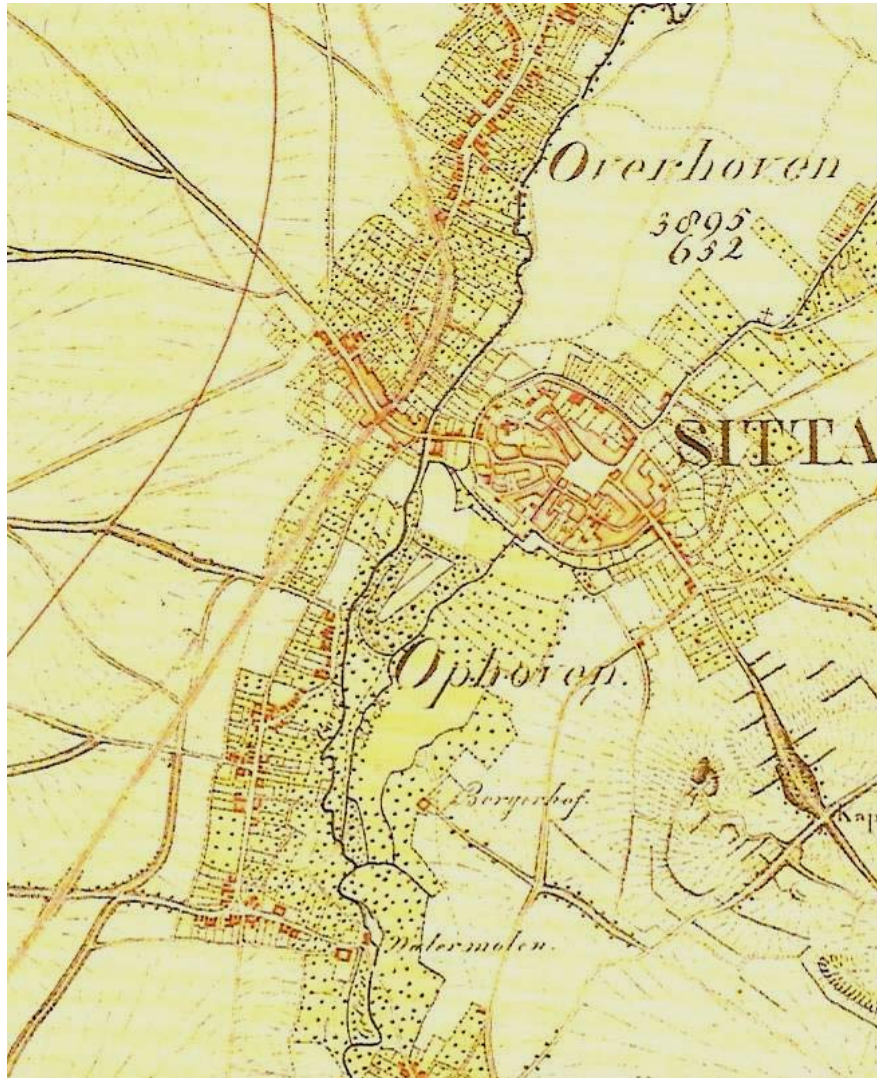 Overhoven
3895
632
SITTA
Ophoven.
Bergerhof.
Kap
Watermolen.